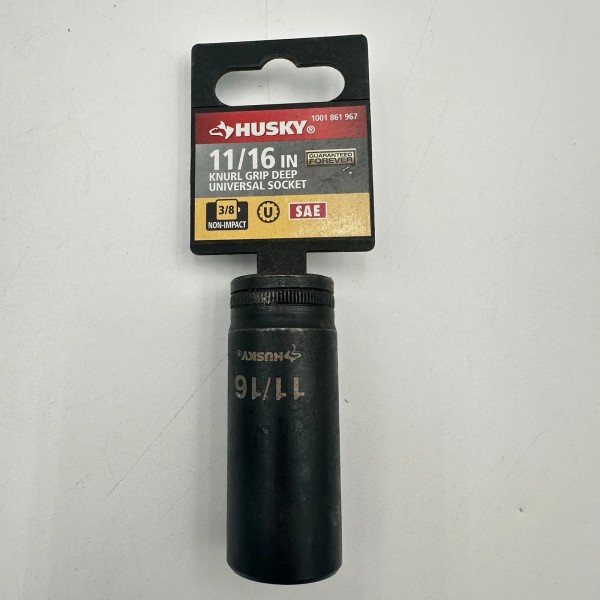 1001 861 967
HUSKY®
11/16 IN
GUARANTEED
FOREVER
KNURL GRIP DEEP
UNIVERSAL SOCKET
3/8
NON-IMPACT
U
SAE
HUSKY®
11/16